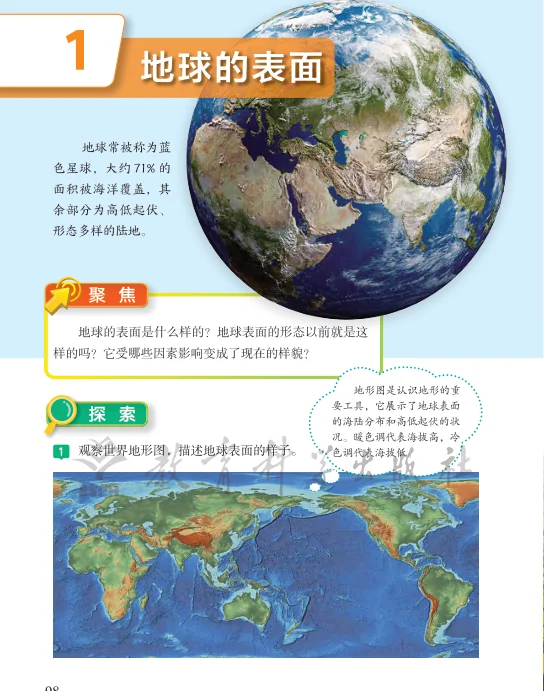 1
地球的表面
地球常被称为蓝
色星球，大约 71% 的
面积被海洋覆盖，其
余部分为高低起伏、
形态多样的陆地。
聚焦
地球的表面是什么样的？地球表面的形态以前就是这
样的吗？它受哪些因素影响变成了现在的样貌？
地形图是认识地形的重
要工具，它展示了地球表面
的海陆分布和高低起伏的状
况。暖色调代表海拔高，冷
色调代表海拔低。
探索
1 观察世界地形图，描述地球表面的样子。
教育科学出版社